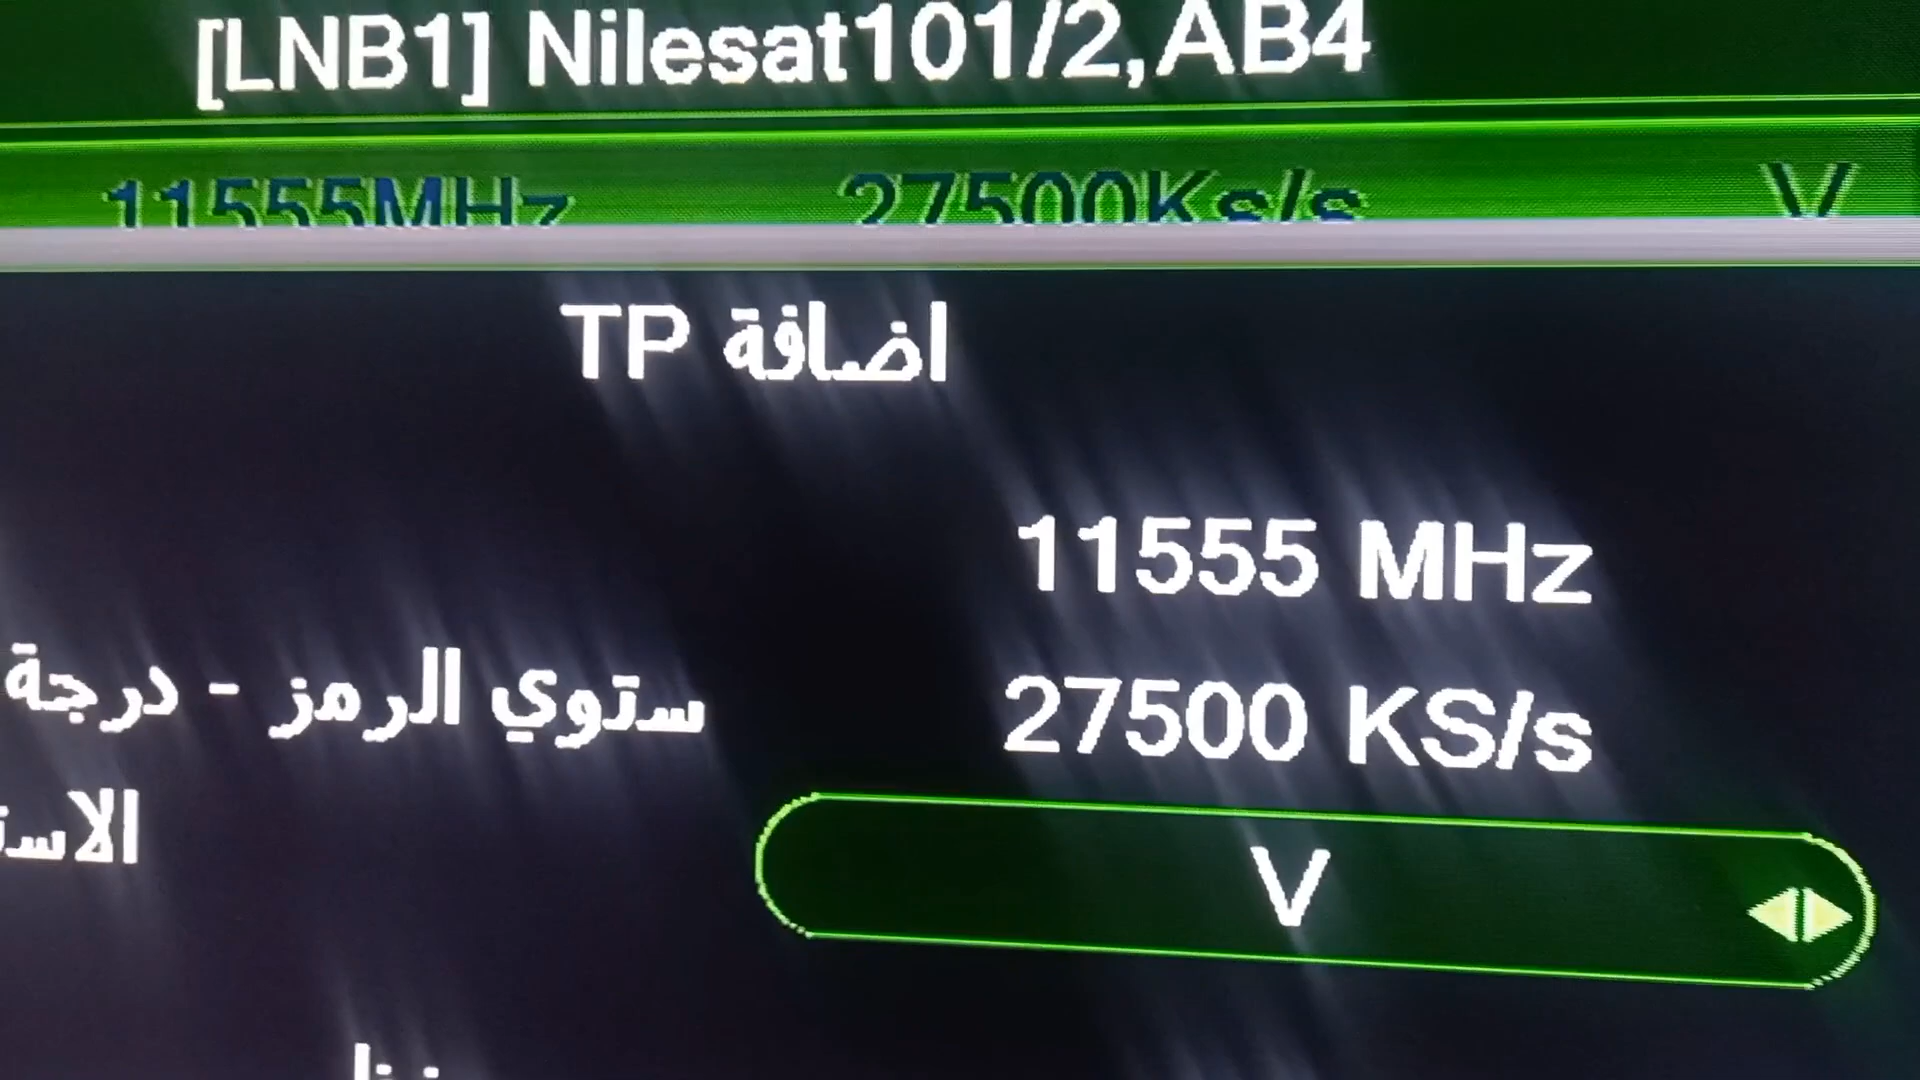 [LNB1] Nilesat101/2,AB4
11555MHz 27500Ks/s V
اضافة TP
11555 MHz
ستوي الرمز - درجة 27500 KS/s
V